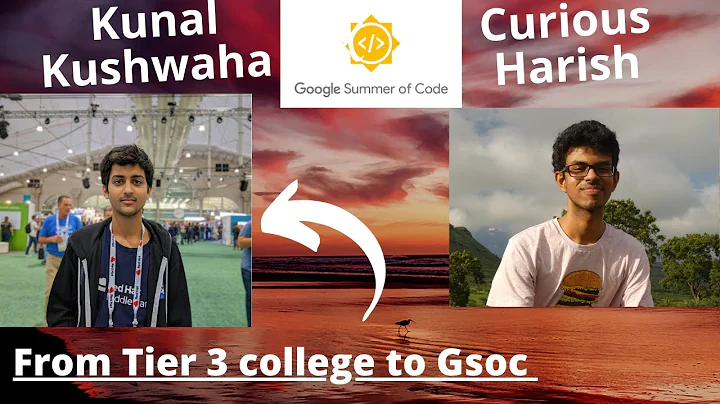 Kunal
Kushwaha
</>
Google Summer of Code
Curious
Harish
From Tier 3 college to Gsoc